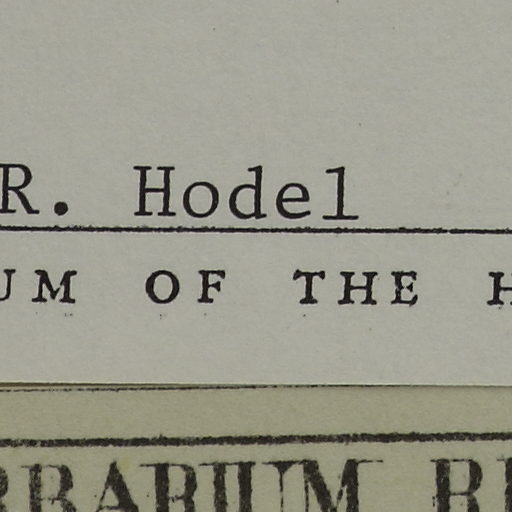 R. Hodel
UM OF THE H
RBARIUM